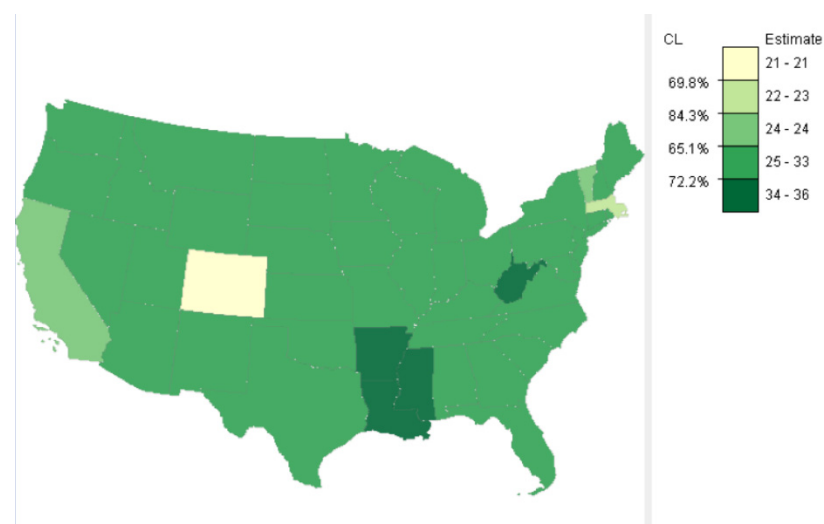 CL Estimate
21 - 21
69.8%
22 - 23
84.3%
24 - 24
65.1%
25 - 33
72.2%
34 - 36